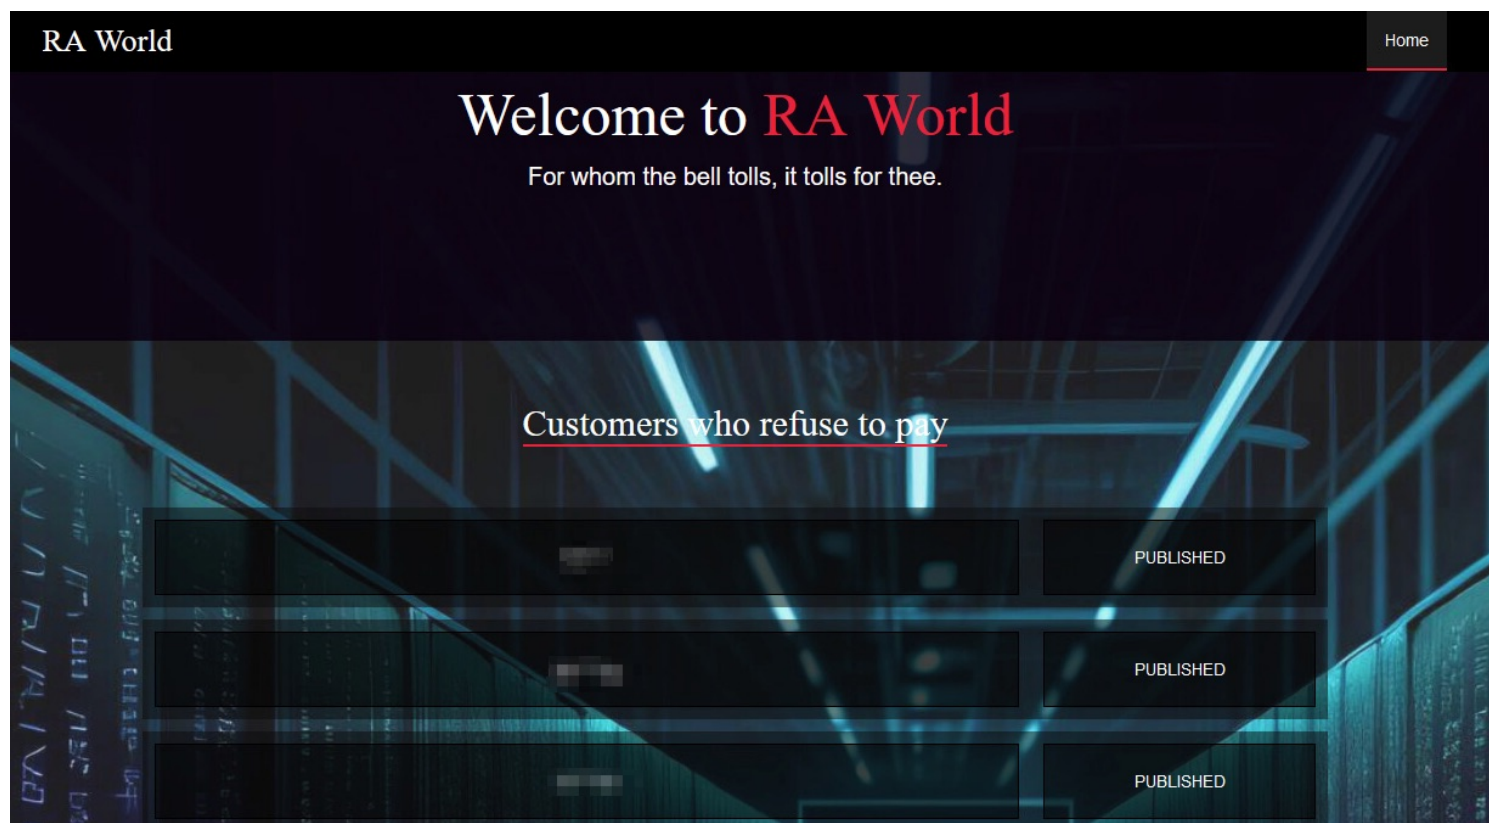 RA World
Home
Welcome to RA World
For whom the bell tolls, it tolls for thee.
Customers who refuse to pay
PUBLISHED
PUBLISHED
PUBLISHED